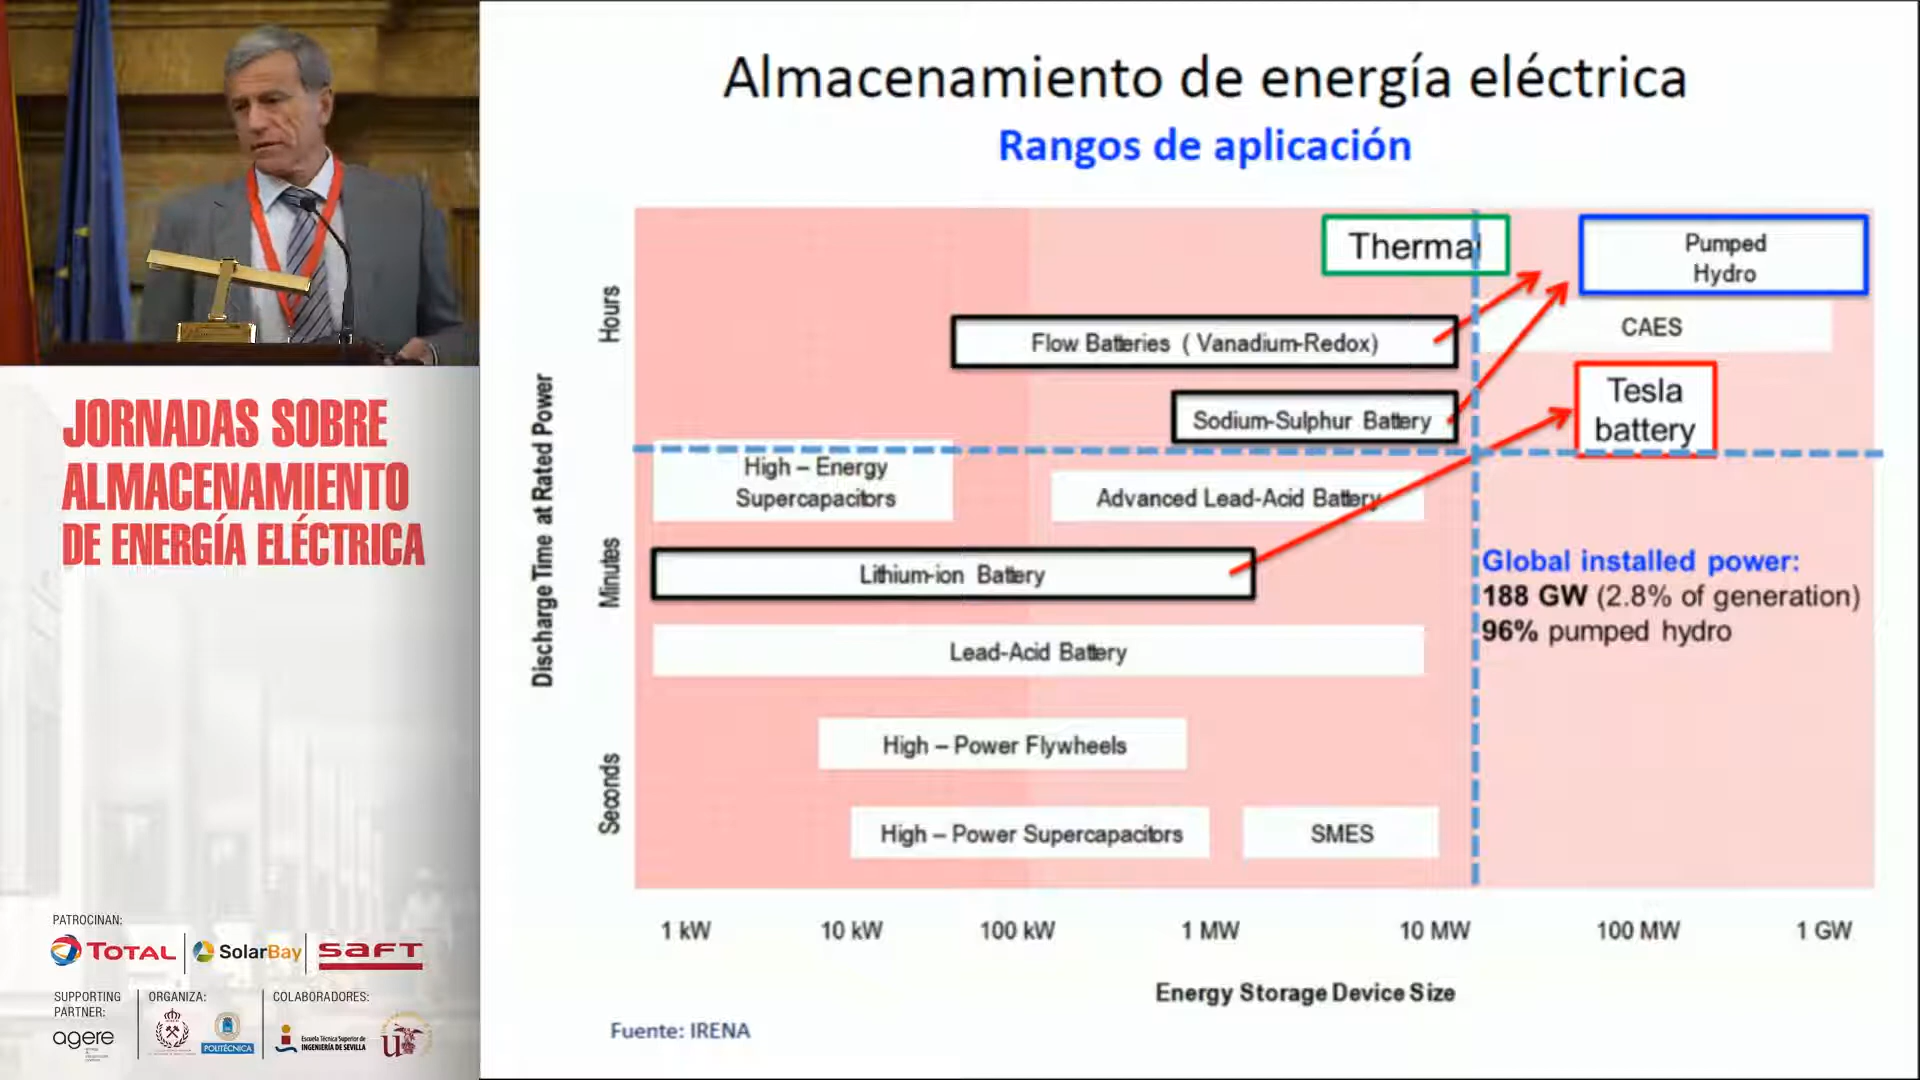 Almacenamiento de energía eléctrica
Rangos de aplicación
Thermal
Pumped
Hydro
Flow Batteries ( Vanadium-Redox)
CAES
Sodium-Sulphur Battery
Tesla
battery
High – Energy
Supercapacitors
Advanced Lead-Acid Battery
Lithium-ion Battery
Global installed power:
188 GW (2.8% of generation)
96% pumped hydro
Lead-Acid Battery
High – Power Flywheels
High – Power Supercapacitors
SMES
Discharge Time at Rated Power
Hours
Minutes
Seconds
1 kW
10 kW
100 kW
1 MW
10 MW
100 MW
1 GW
Energy Storage Device Size
Fuente: IRENA
JORNADAS SOBRE
ALMACENAMIENTO
DE ENERGÍA ELÉCTRICA
PATROCINAN:
TOTAL
SolarBay
saft
SUPPORTING
PARTNER:
agere
ORGANIZA:
POLITÉCNICA
COLABORADORES:
Escuela Técnica Superior de
INGENIERÍA DE SEVILLA